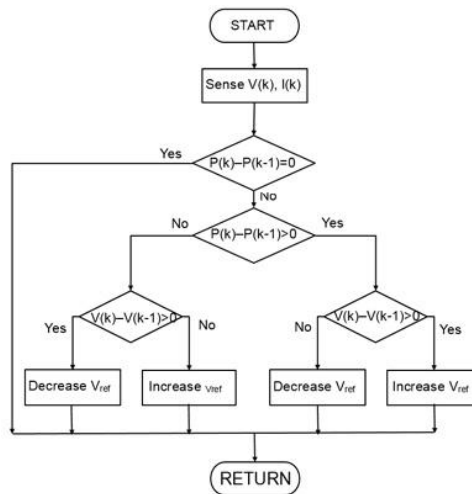 START
Sense V(k), I(k)
Yes
P(k)–P(k-1)=0
No
No
P(k)–P(k-1)>0
Yes
Yes
V(k)–V(k-1)>0
No
No
V(k)–V(k-1)>0
Yes
Decrease Vref
Increase Vref
Decrease Vref
Increase Vref
RETURN